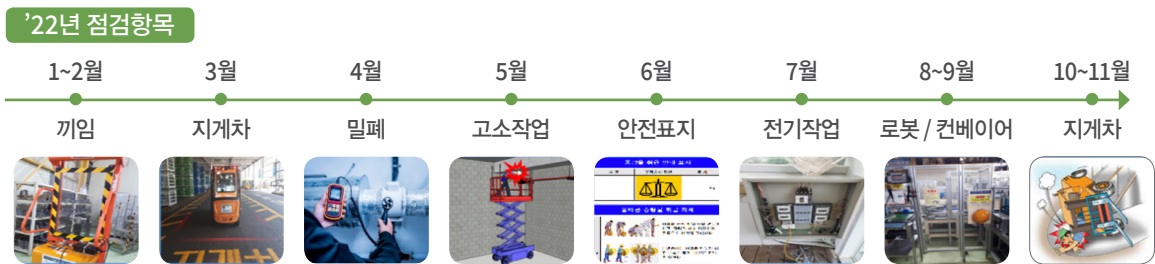 ’22년 점검항목
1~2월 3월 4월 5월 6월 7월 8~9월 10~11월
끼임 지게차 밀폐 고소작업 안전표지 전기작업 로봇 / 컨베이어 지게차